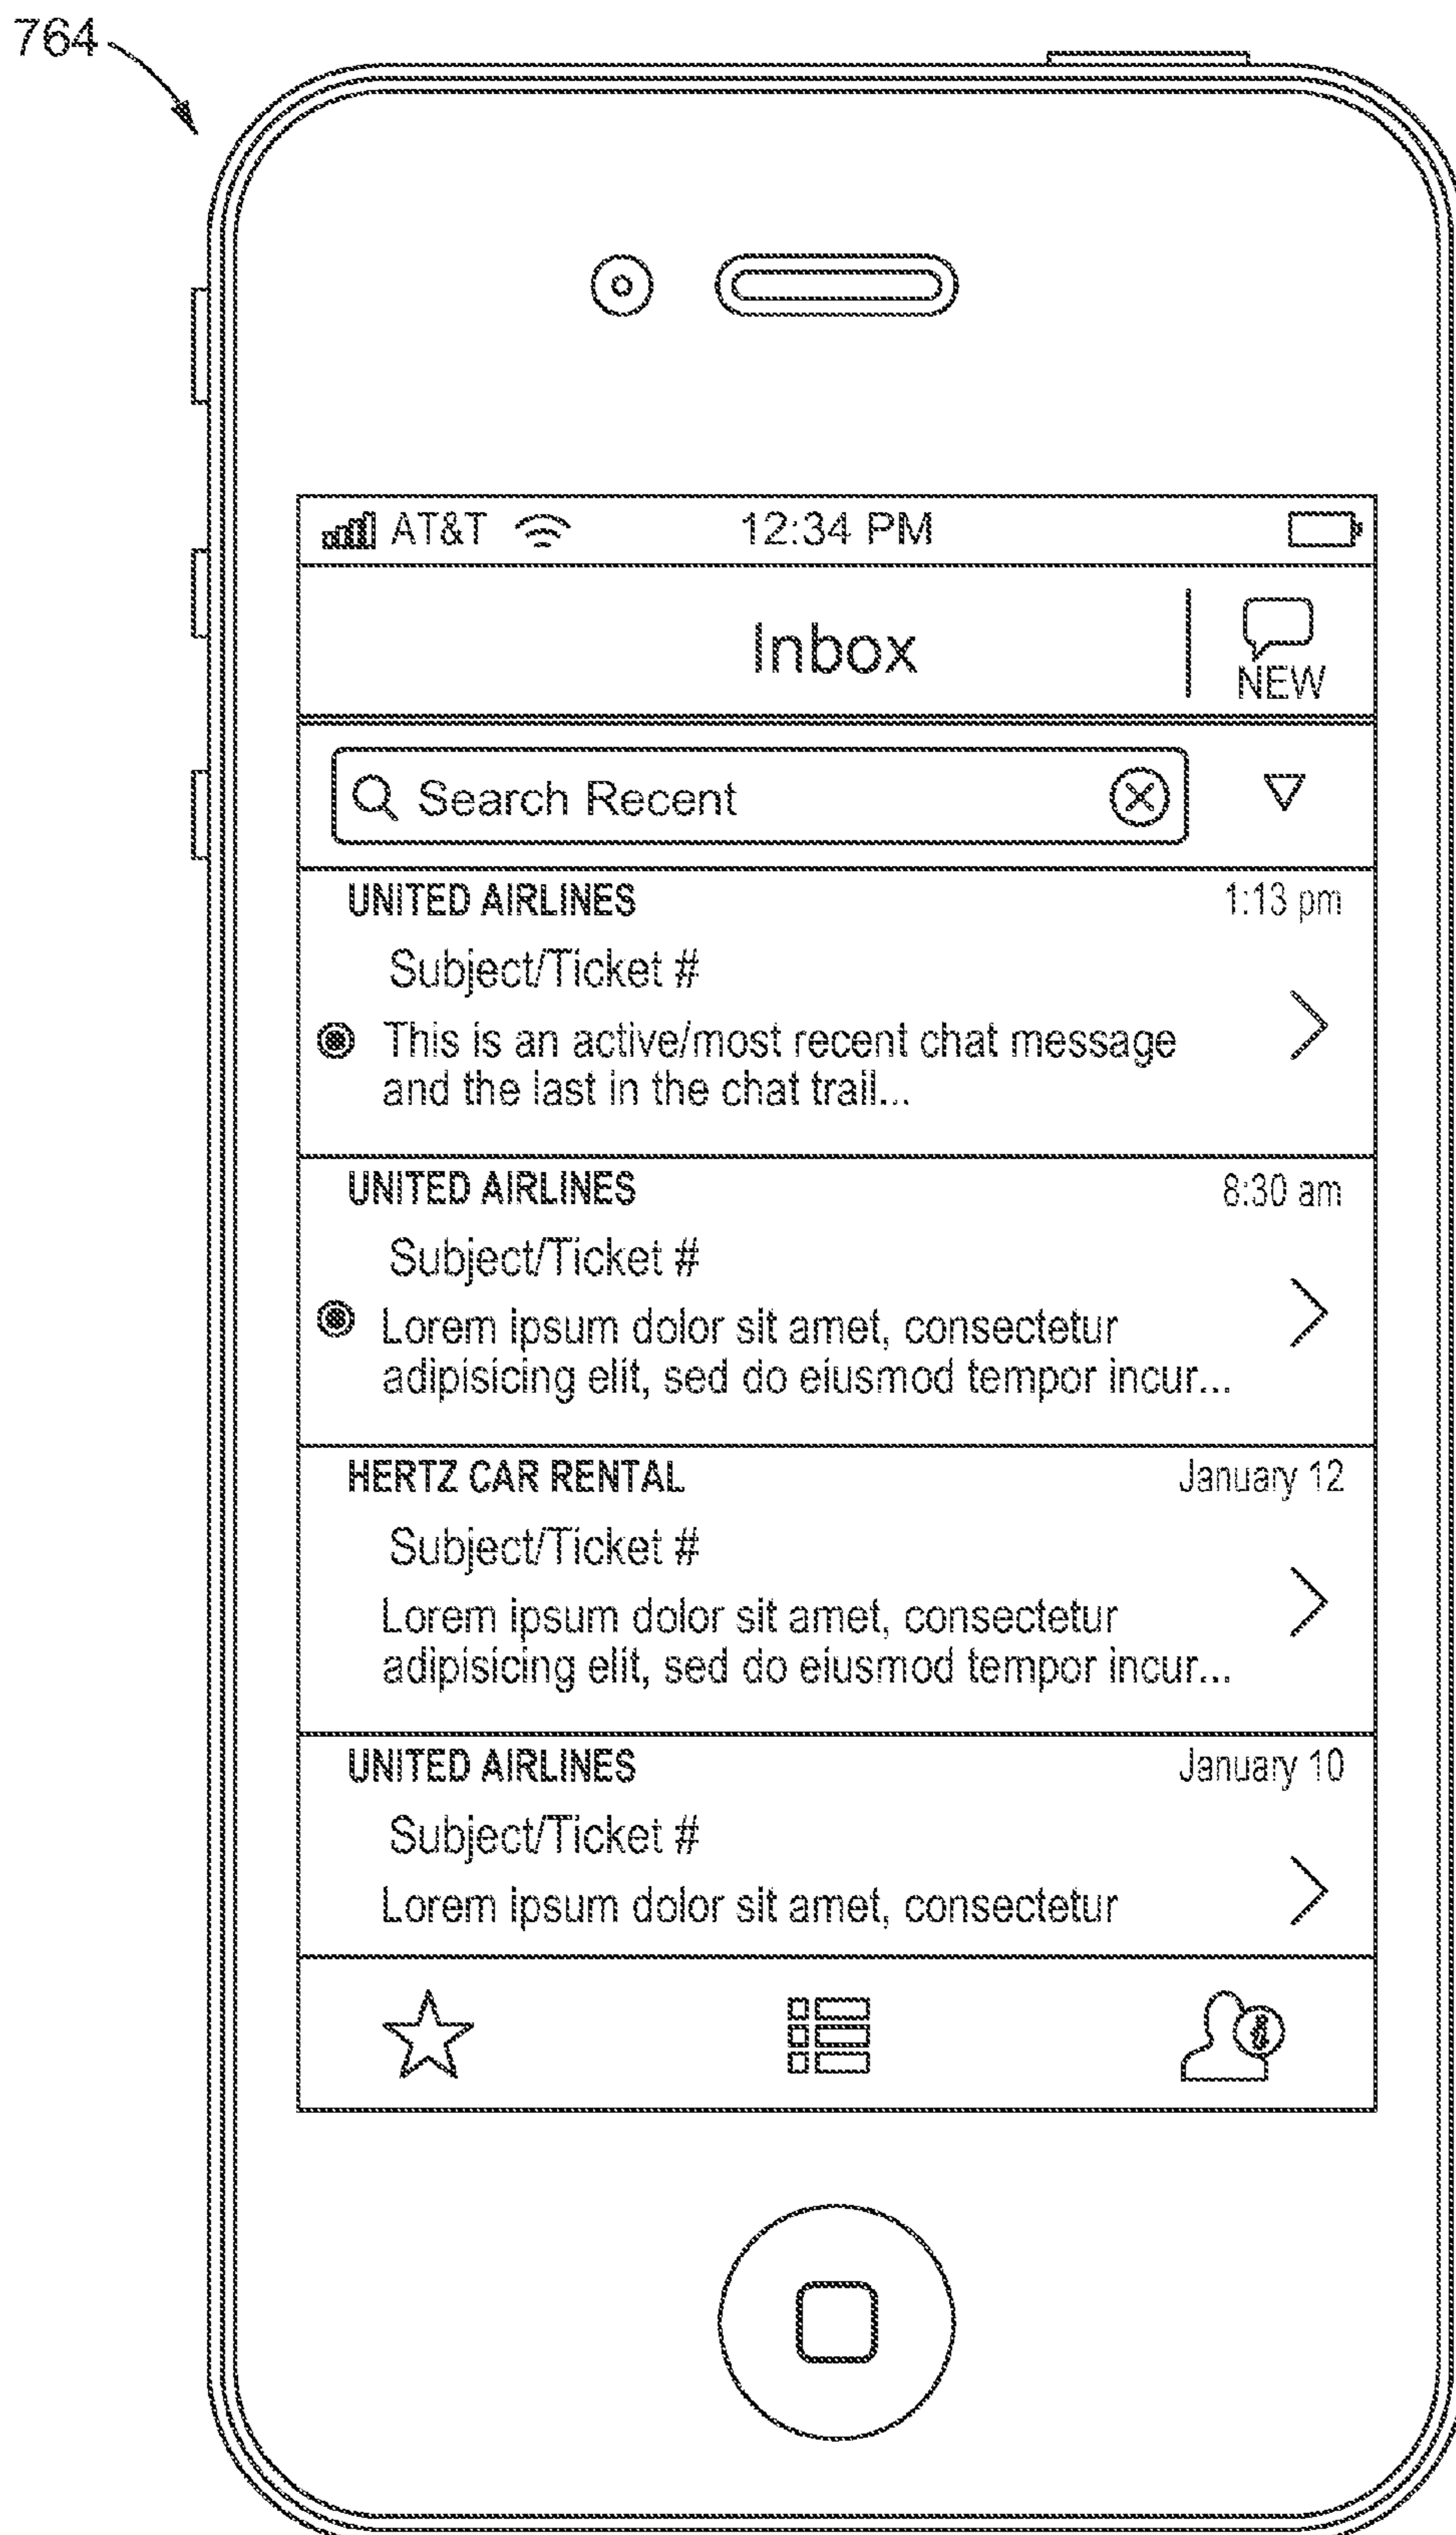 764
AT&T 12:34 PM
Inbox
NEW
Search Recent
UNITED AIRLINES 1:13 pm
Subject/Ticket #
This is an active/most recent chat message
and the last in the chat trail...
UNITED AIRLINES 8:30 am
Subject/Ticket #
Lorem ipsum dolor sit amet, consectetur
adipisicing elit, sed do eiusmod tempor incur...
HERTZ CAR RENTAL January 12
Subject/Ticket #
Lorem ipsum dolor sit amet, consectetur
adipisicing elit, sed do eiusmod tempor incur...
UNITED AIRLINES January 10
Subject/Ticket #
Lorem ipsum dolor sit amet, consectetur